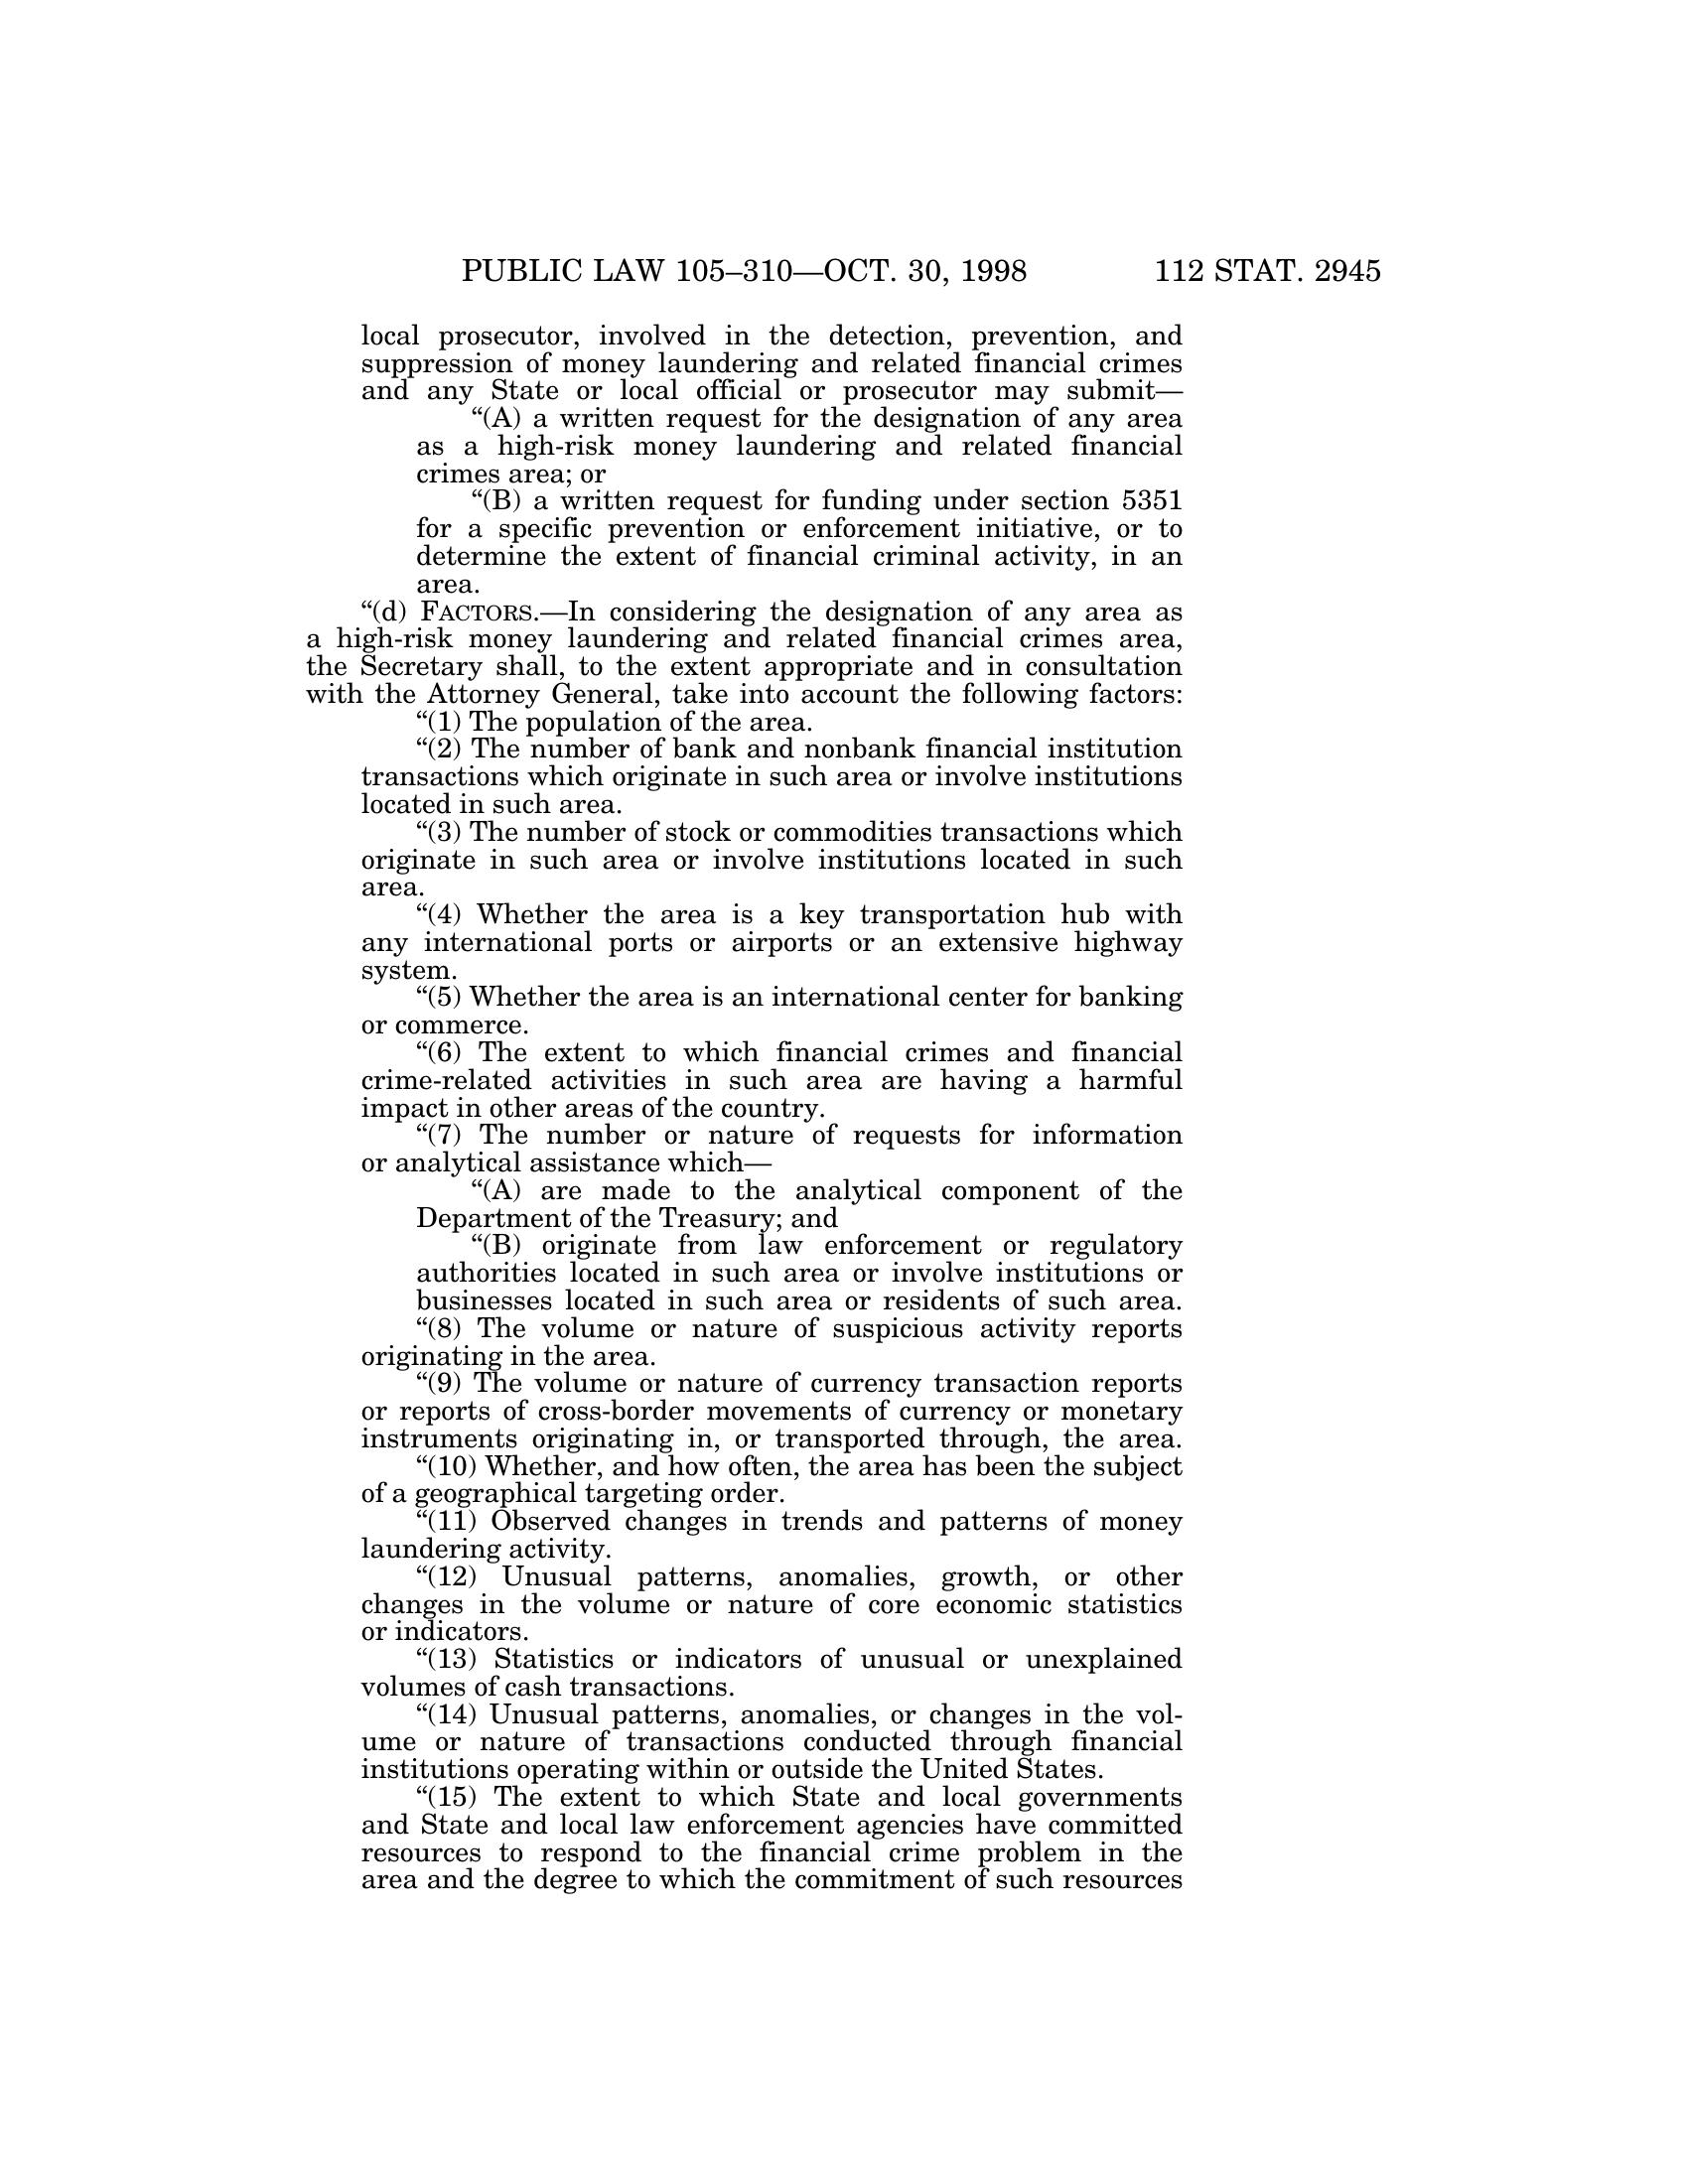 PUBLIC LAW 105–310—OCT. 30, 1998 112 STAT. 2945
local prosecutor, involved in the detection, prevention, and
suppression of money laundering and related financial crimes
and any State or local official or prosecutor may submit—
“(A) a written request for the designation of any area
as a high-risk money laundering and related financial
crimes area; or
“(B) a written request for funding under section 5351
for a specific prevention or enforcement initiative, or to
determine the extent of financial criminal activity, in an
area.
“(d) FACTORS.—In considering the designation of any area as
a high-risk money laundering and related financial crimes area,
the Secretary shall, to the extent appropriate and in consultation
with the Attorney General, take into account the following factors:
“(1) The population of the area.
“(2) The number of bank and nonbank financial institution
transactions which originate in such area or involve institutions
located in such area.
“(3) The number of stock or commodities transactions which
originate in such area or involve institutions located in such
area.
“(4) Whether the area is a key transportation hub with
any international ports or airports or an extensive highway
system.
“(5) Whether the area is an international center for banking
or commerce.
“(6) The extent to which financial crimes and financial
crime-related activities in such area are having a harmful
impact in other areas of the country.
“(7) The number or nature of requests for information
or analytical assistance which—
“(A) are made to the analytical component of the
Department of the Treasury; and
“(B) originate from law enforcement or regulatory
authorities located in such area or involve institutions or
businesses located in such area or residents of such area.
“(8) The volume or nature of suspicious activity reports
originating in the area.
“(9) The volume or nature of currency transaction reports
or reports of cross-border movements of currency or monetary
instruments originating in, or transported through, the area.
“(10) Whether, and how often, the area has been the subject
of a geographical targeting order.
“(11) Observed changes in trends and patterns of money
laundering activity.
“(12) Unusual patterns, anomalies, growth, or other
changes in the volume or nature of core economic statistics
or indicators.
“(13) Statistics or indicators of unusual or unexplained
volumes of cash transactions.
“(14) Unusual patterns, anomalies, or changes in the vol-
ume or nature of transactions conducted through financial
institutions operating within or outside the United States.
“(15) The extent to which State and local governments
and State and local law enforcement agencies have committed
resources to respond to the financial crime problem in the
area and the degree to which the commitment of such resources